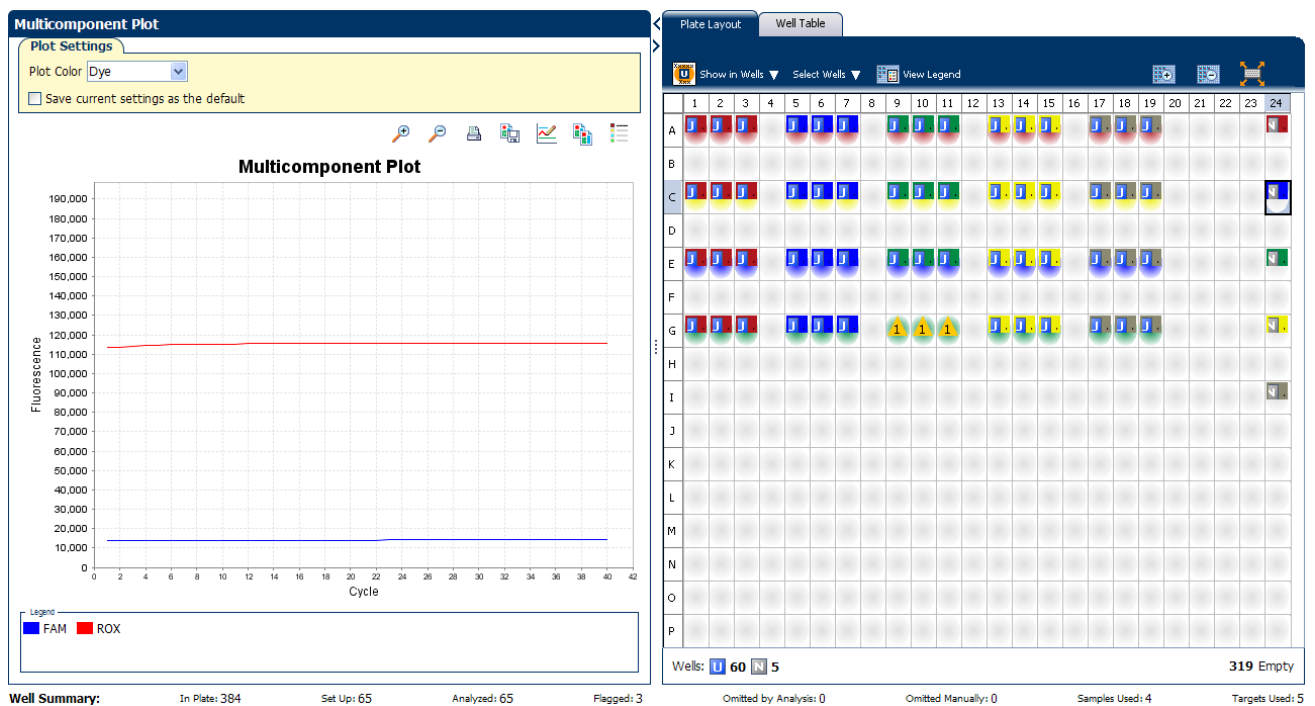 Multicomponent Plot
Plot Settings
Plot Color Dye
Save current settings as the default
Multicomponent Plot
190,000
180,000
170,000
160,000
150,000
140,000
130,000
120,000
110,000
100,000
90,000
80,000
70,000
60,000
50,000
40,000
30,000
20,000
10,000
0
Fluorescence
0 2 4 6 8 10 12 14 16 18 20 22 24 26 28 30 32 34 36 38 40 42
Cycle
Legend
FAM ROX
Plate Layout Well Table
Show in Wells ▼ Select Wells ▼ View Legend
1 2 3 4 5 6 7 8 9 10 11 12 13 14 15 16 17 18 19 20 21 22 23 24
A
B
C
D
E
F
G 1 1 1
H
I
J
K
L
M
N
O
P
Wells: U 60 N 5 319 Empty
Well Summary: In Plate: 384 Set Up: 65 Analyzed: 65 Flagged: 3 Omitted by Analysis: 0 Omitted Manually: 0 Samples Used: 4 Targets Used: 5